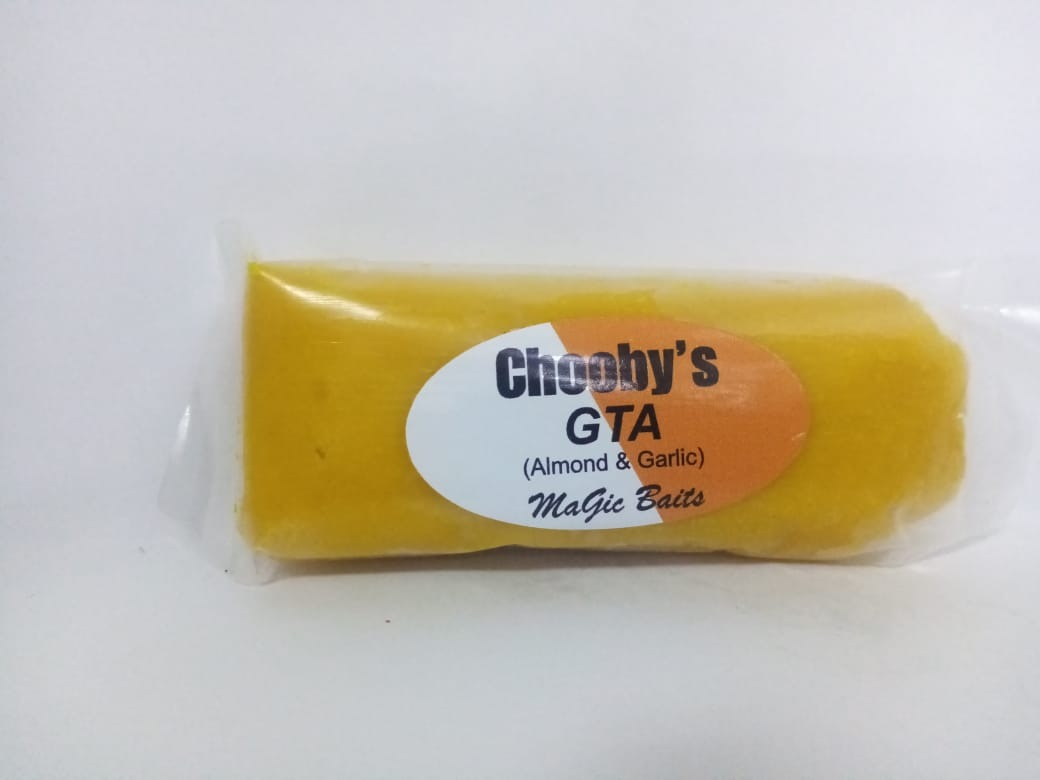 Chooby's
GTA
(Almond & Garlic)
MaGic Baits